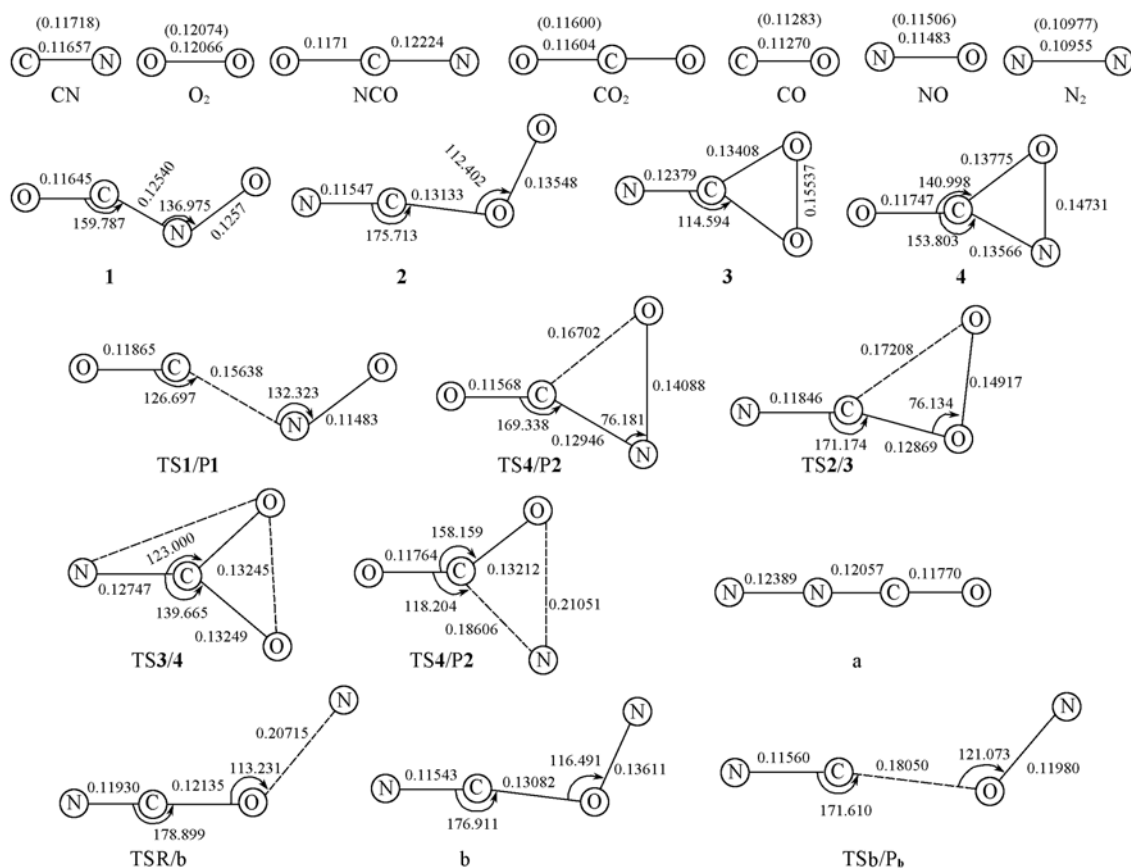 (0.11718) (0.12074) (0.11600) (0.11283) (0.11506) (0.10977)
0.11657 0.12066 0.1171 0.12224 0.11604 0.11270 0.11483 0.10955
C N O O O C N O C O C O N O N N
CN O₂ NCO CO₂ CO NO N₂
O 0.11645 C 0.12540 N 0.1257 O 159.787 136.975
N 0.11547 C 0.13133 O 0.13548 O 175.713 112.402
N 0.12379 C 0.13408 O 0.15537 O 114.594
O 0.11747 C 0.13775 O 0.14731 N 0.13566 140.998 153.803
1 2 3 4
O 0.11865 C 0.15638 N 0.11483 O 126.697 132.323
O 0.11568 C 0.16702 O 0.14088 N 0.12946 169.338 76.181
N 0.11846 C 0.17208 O 0.14917 O 0.12869 171.174 76.134
TS1/P1 TS4/P2 TS2/3
N 0.12747 C 0.13245 O 0.13249 O 123.000 139.665
O 0.11764 C 0.13212 O 0.21051 N 0.18606 158.159 118.204
N 0.12389 N 0.12057 C 0.11770 O
TS3/4 TS4/P2 a
N 0.11930 C 0.12135 O 0.20715 N 178.899 113.231
N 0.11543 C 0.13082 O 0.13611 N 176.911 116.491
N 0.11560 C 0.18050 O 0.11980 N 171.610 121.073
TSR/b b TSb/Pb